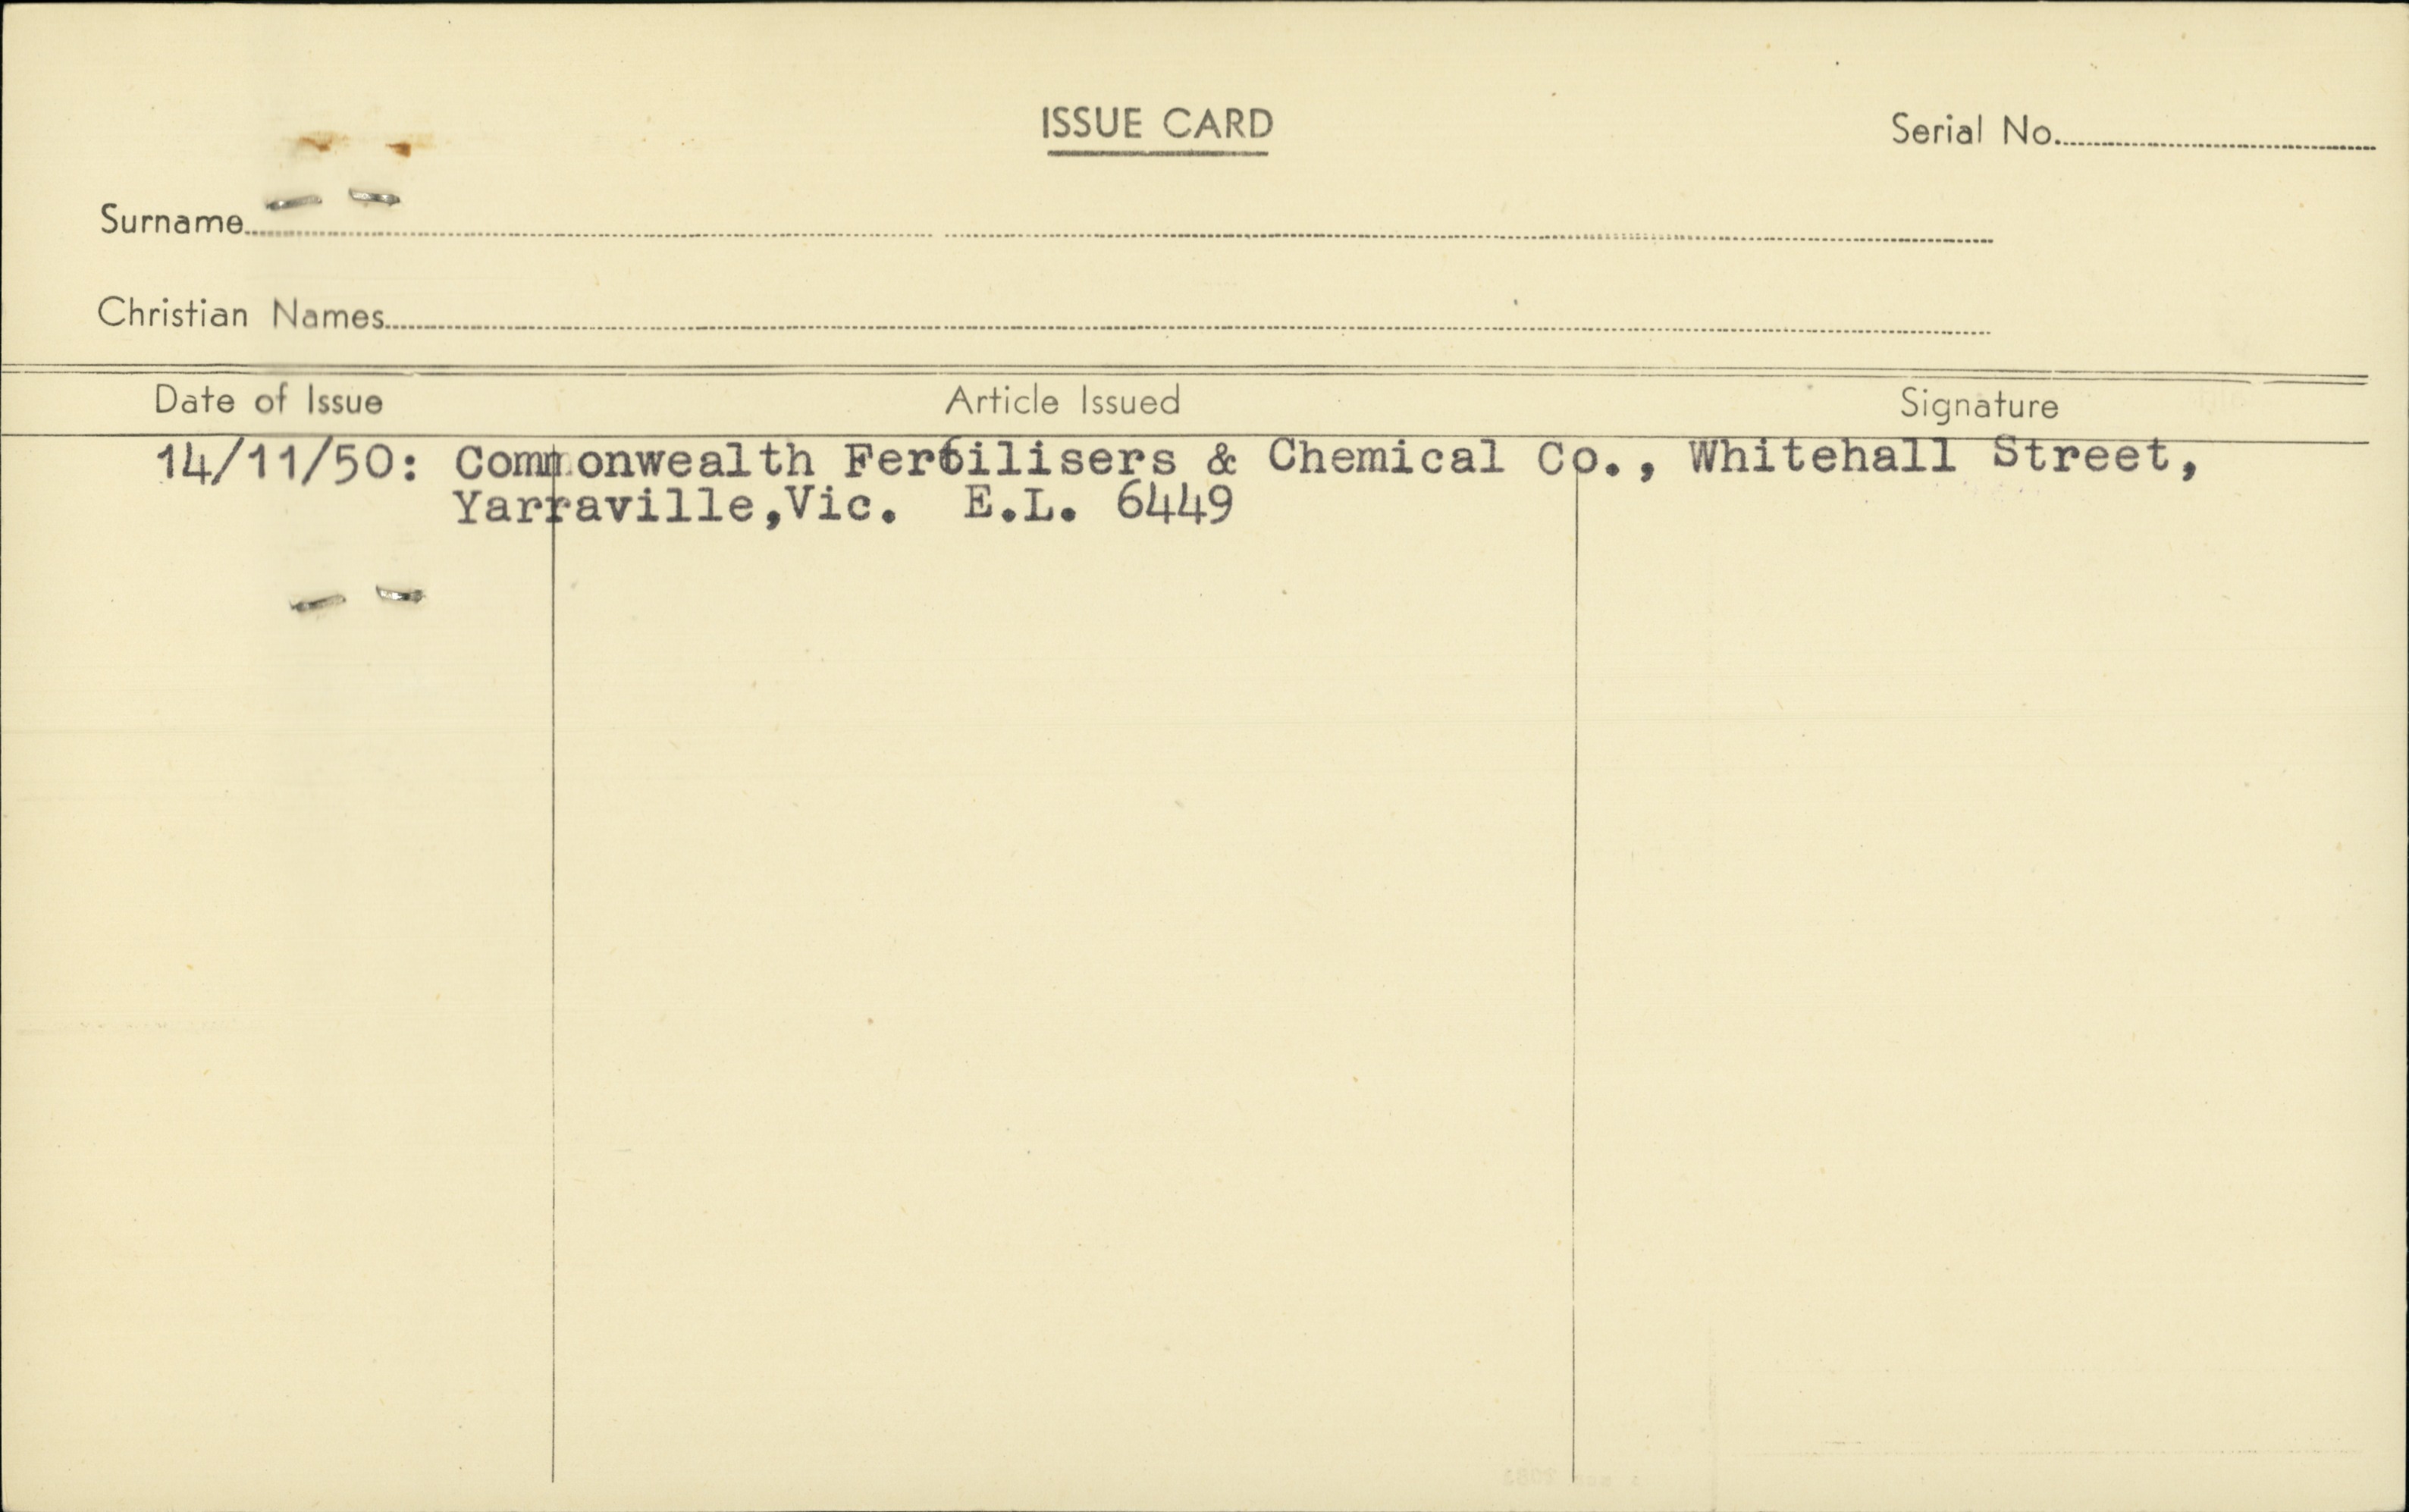 ISSUE CARD
Serial No.
Surname
Christian Names
Date of Issue Article Issued Signature
14/11/50: Commonwealth Fertilisers & Chemical Co., Whitehall Street,
Yarraville,Vic. E.L. 6449